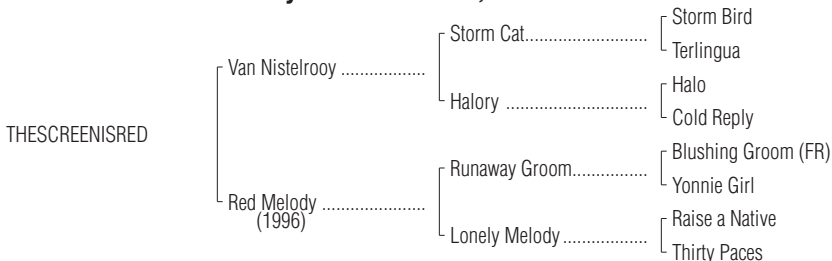 Storm Bird
Storm Cat..........................
Terlingua
Van Nistelrooy ..................
Halo
Halory ..............................
Cold Reply
THESCREENISRED
Blushing Groom (FR)
Runaway Groom................
Yonnie Girl
Red Melody ......................
(1996)
Raise a Native
Lonely Melody ..................
Thirty Paces